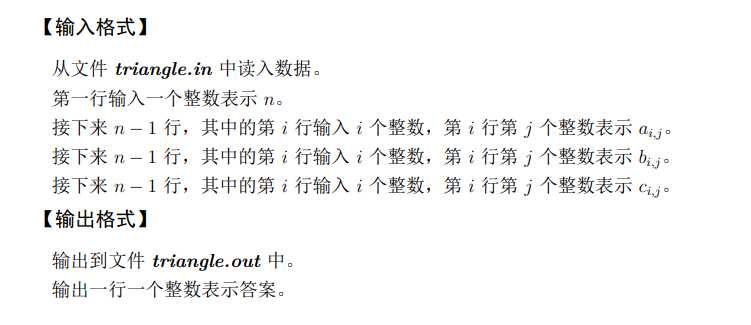 【输入格式】
从文件 triangle.in 中读入数据。
第一行输入一个整数表示 n。
接下来 n − 1 行，其中的第 i 行输入 i 个整数，第 i 行第 j 个整数表示 a_{i,j}。
接下来 n − 1 行，其中的第 i 行输入 i 个整数，第 i 行第 j 个整数表示 b_{i,j}。
接下来 n − 1 行，其中的第 i 行输入 i 个整数，第 i 行第 j 个整数表示 c_{i,j}。
【输出格式】
输出到文件 triangle.out 中。
输出一行一个整数表示答案。